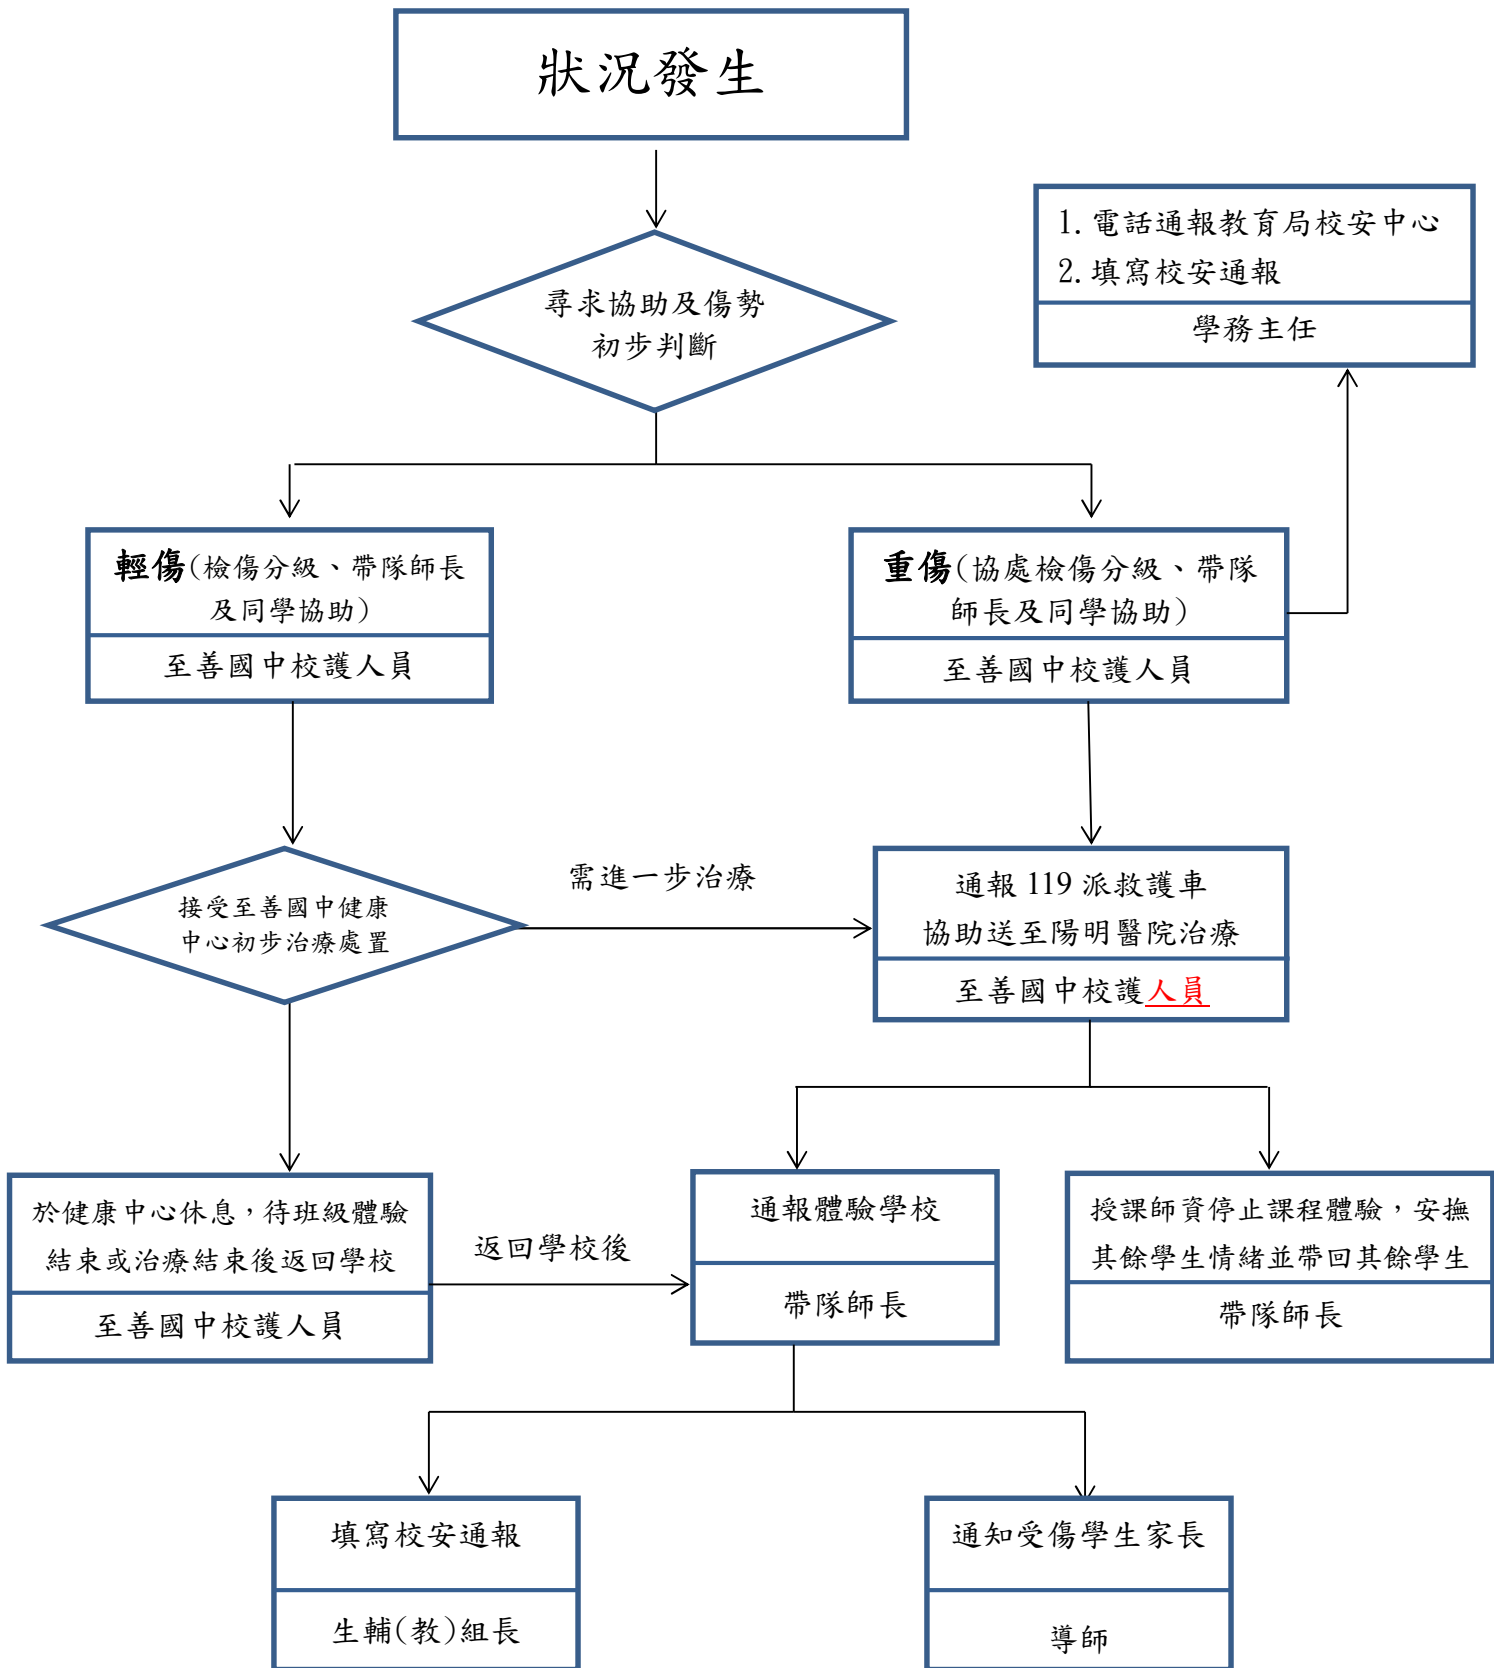 狀況發生
1. 電話通報教育局校安中心
2. 填寫校安通報
學務主任
尋求協助及傷勢
初步判斷
輕傷(檢傷分級、帶隊師長
及同學協助)
至善國中校護人員
重傷(協處檢傷分級、帶隊
師長及同學協助)
至善國中校護人員
接受至善國中健康
中心初步治療處置
需進一步治療
通報 119 派救護車
協助送至陽明醫院治療
至善國中校護人員
於健康中心休息，待班級體驗
結束或治療結束後返回學校
至善國中校護人員
返回學校後
通報體驗學校
帶隊師長
授課師資停止課程體驗，安撫
其餘學生情緒並帶回其餘學生
帶隊師長
填寫校安通報
生輔(教)組長
通知受傷學生家長
導師